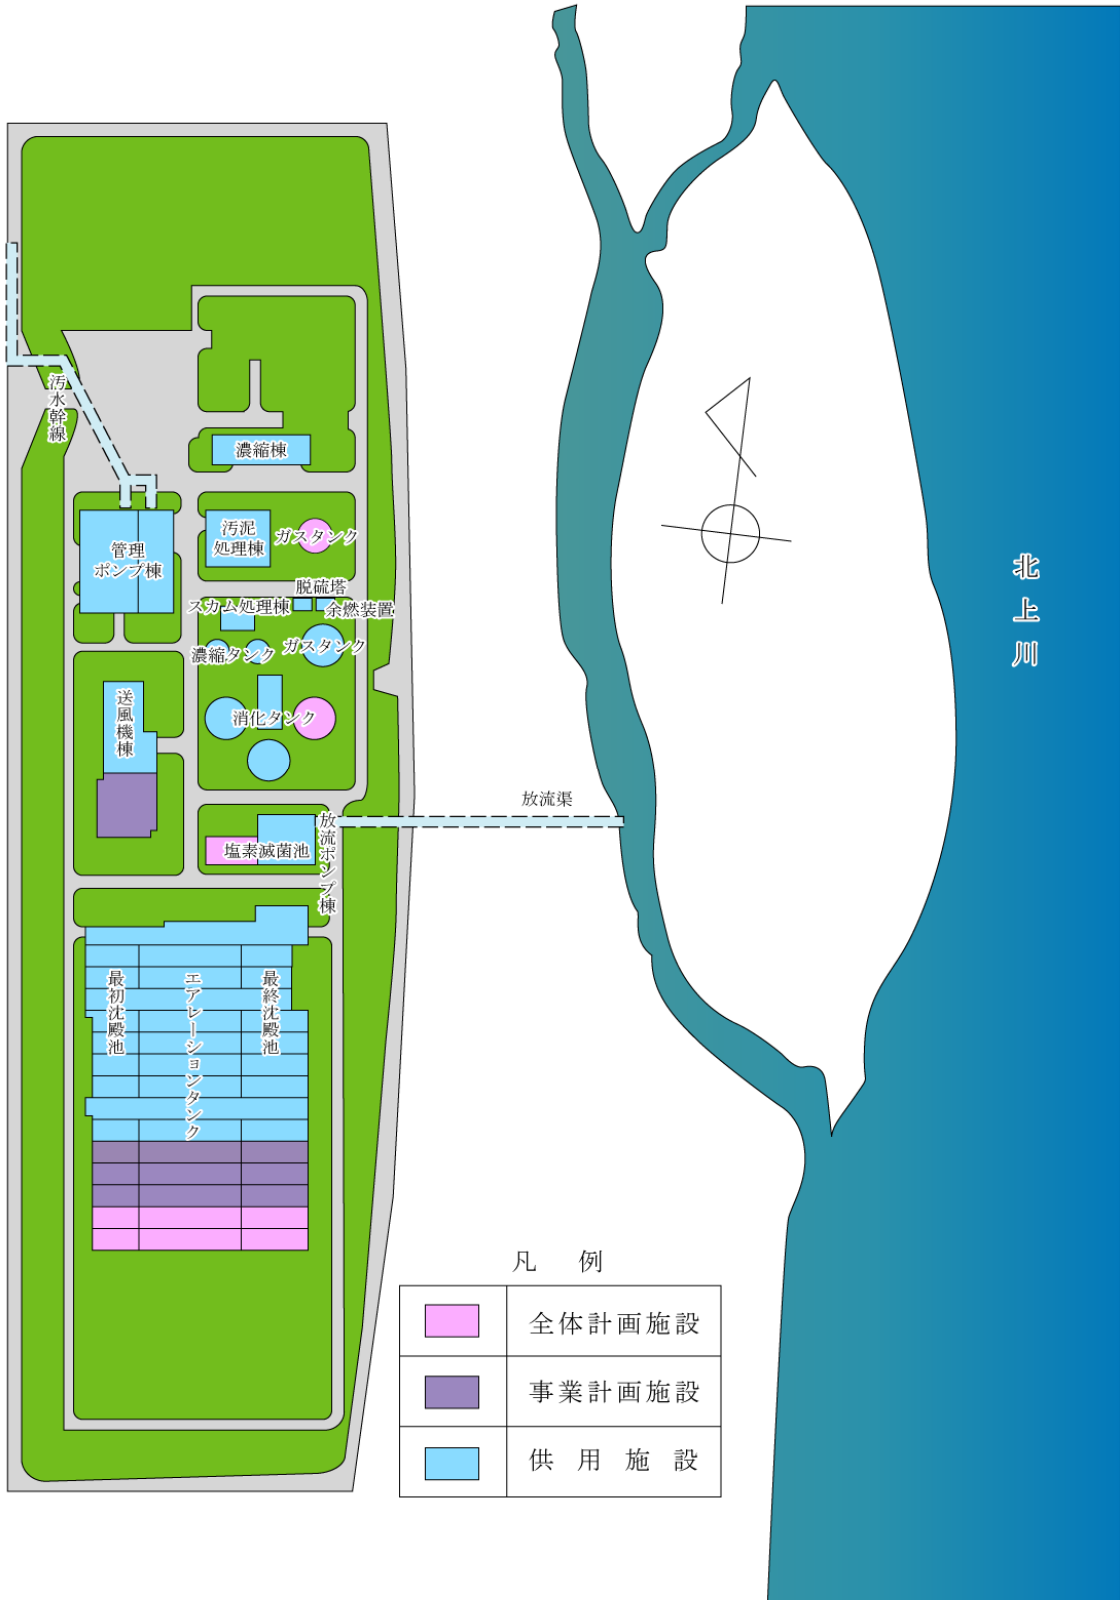 汚水幹線
濃縮棟
汚泥
処理棟
ガスタンク
管理
ポンプ棟
脱硫塔
スカム処理棟
余燃装置
濃縮タンク
ガスタンク
送風機棟
消化タンク
放流渠
塩素滅菌池
放流ポンプ棟
最初沈殿池
エアレーションタンク
最終沈殿池
北上川
凡例
全体計画施設
事業計画施設
供用施設